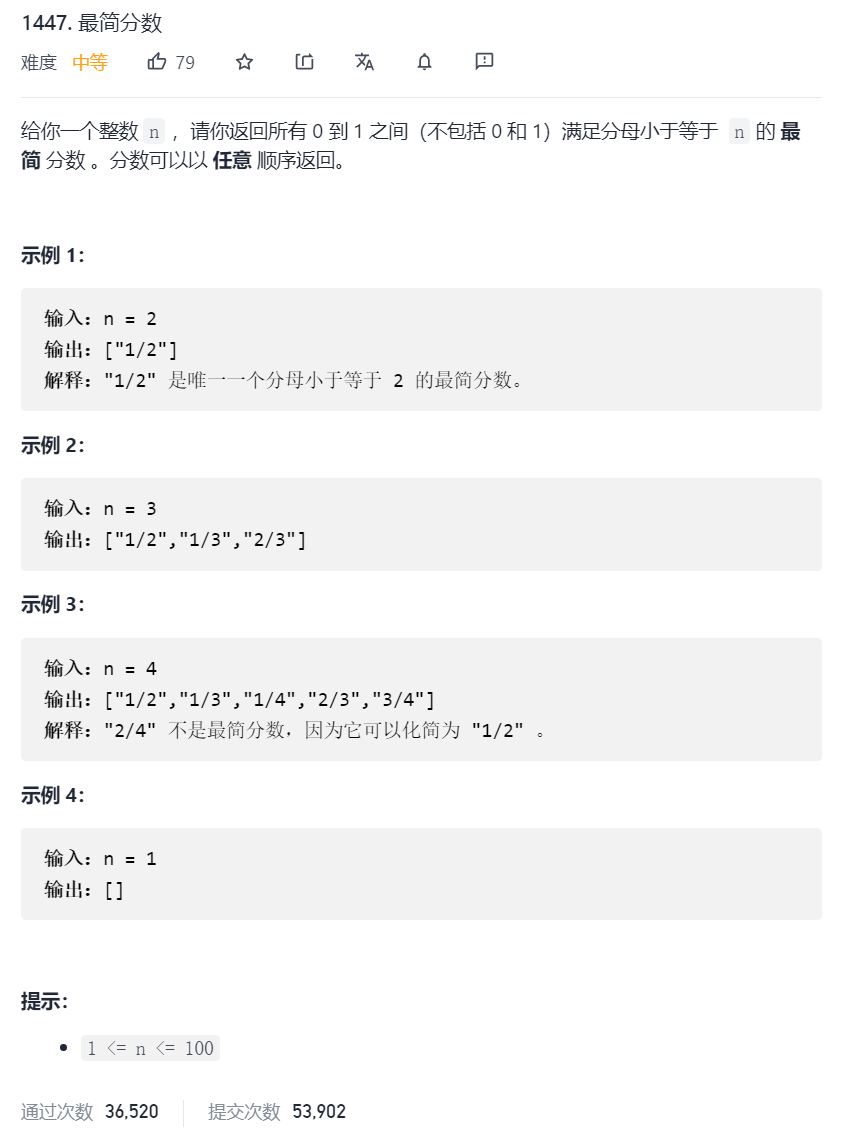 1447. 最简分数
难度 中等 79
给你一个整数 n ，请你返回所有 0 到 1 之间（不包括 0 和 1）满足分母小于等于 n 的 最
简 分数 。分数可以以 任意 顺序返回。
示例 1：
输入：n = 2
输出：["1/2"]
解释："1/2" 是唯一一个分母小于等于 2 的最简分数。
示例 2：
输入：n = 3
输出：["1/2","1/3","2/3"]
示例 3：
输入：n = 4
输出：["1/2","1/3","1/4","2/3","3/4"]
解释："2/4" 不是最简分数，因为它可以化简为 "1/2" 。
示例 4：
输入：n = 1
输出：[]
提示：
1 <= n <= 100
通过次数 36,520 提交次数 53,902